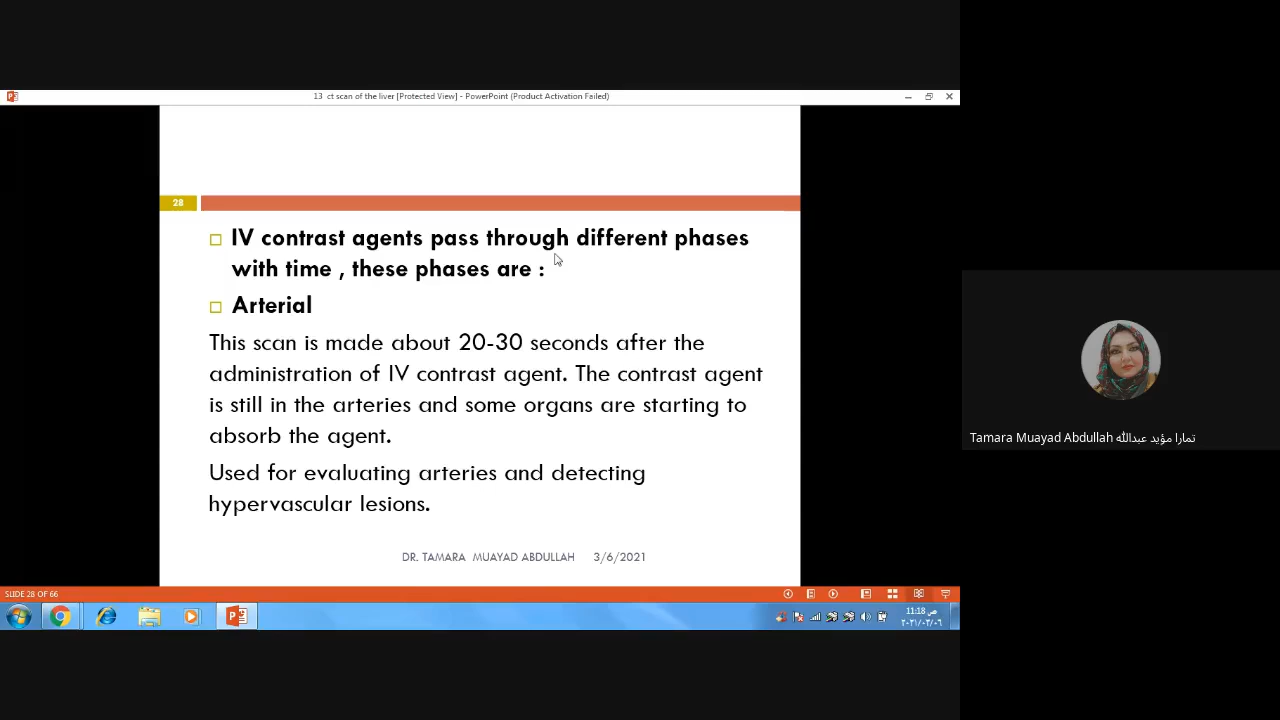 13 ct scan of the liver [Protected View] - PowerPoint (Product Activation Failed)
28
IV contrast agents pass through different phases
with time , these phases are :
Arterial
This scan is made about 20-30 seconds after the
administration of IV contrast agent. The contrast agent
is still in the arteries and some organs are starting to
absorb the agent.
Used for evaluating arteries and detecting
hypervascular lesions.
DR. TAMARA MUAYAD ABDULLAH 3/6/2021
SLIDE 28 OF 66
11:18 ص
٢٠٢١/٠٣/٠٦
Tamara Muayad Abdullah تمارا مؤيد عبدالله